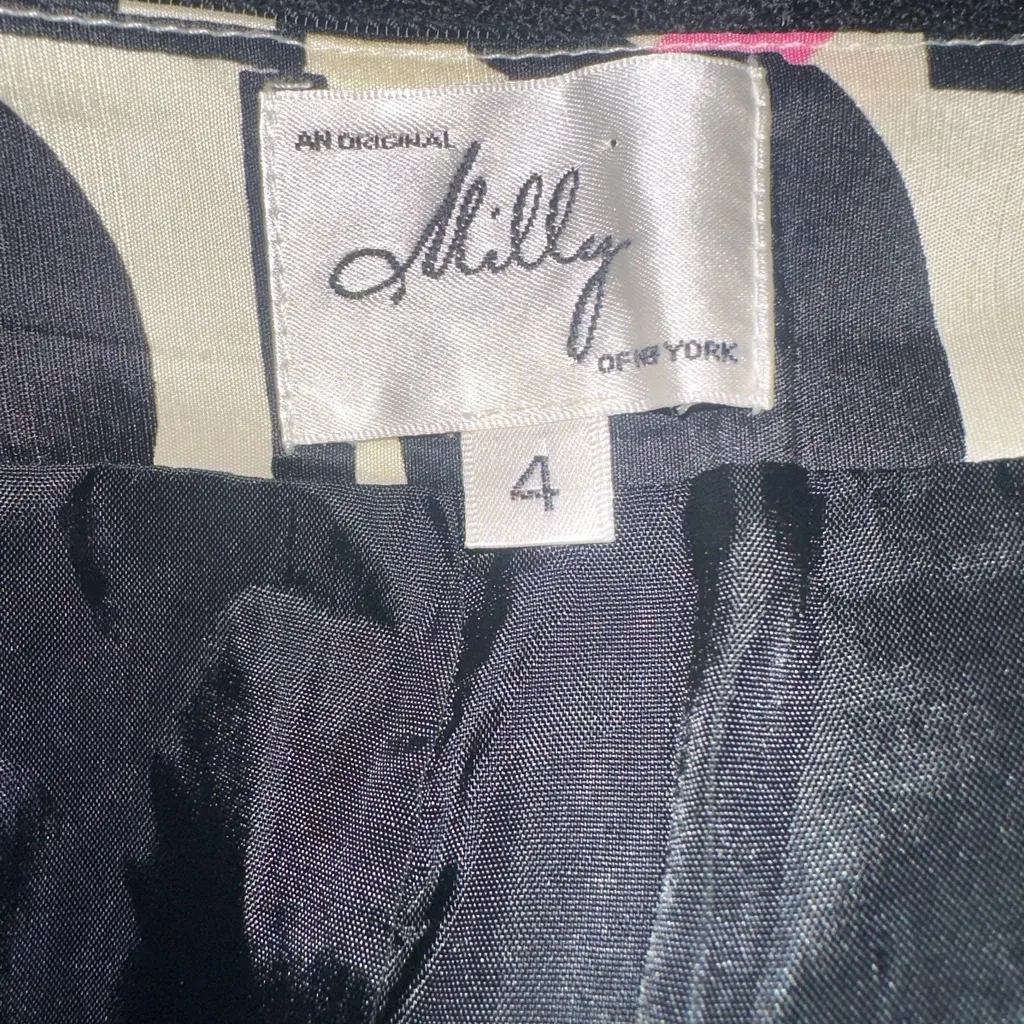 AN ORIGINAL
Milly
OF NEW YORK
4